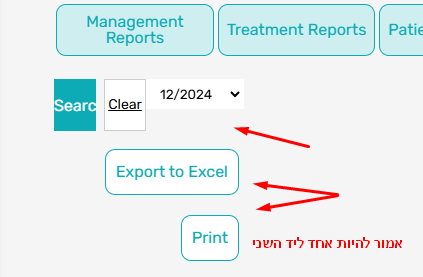 Management
Reports
Treatment Reports
Patie
Searc
Clear
12/2024
Export to Excel
Print
אמור להיות אחד ליד השני